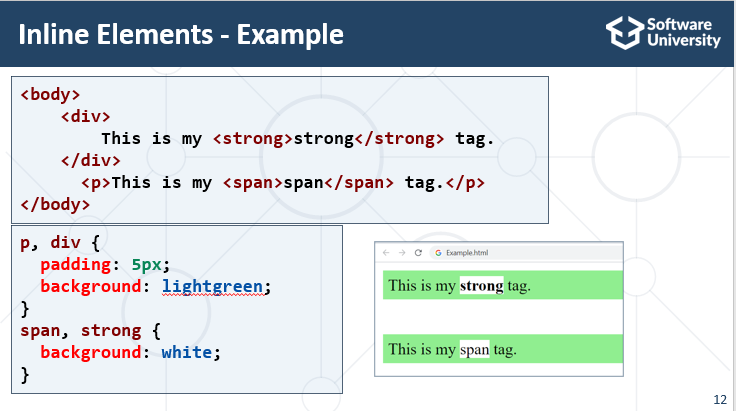 Inline Elements - Example
Software
University
<body>
    <div>
        This is my <strong>strong</strong> tag.
    </div>
      <p>This is my <span>span</span> tag.</p>
</body>
p, div {
  padding: 5px;
  background: lightgreen;
}
span, strong {
  background: white;
}
Example.html
This is my strong tag.
This is my span tag.
12